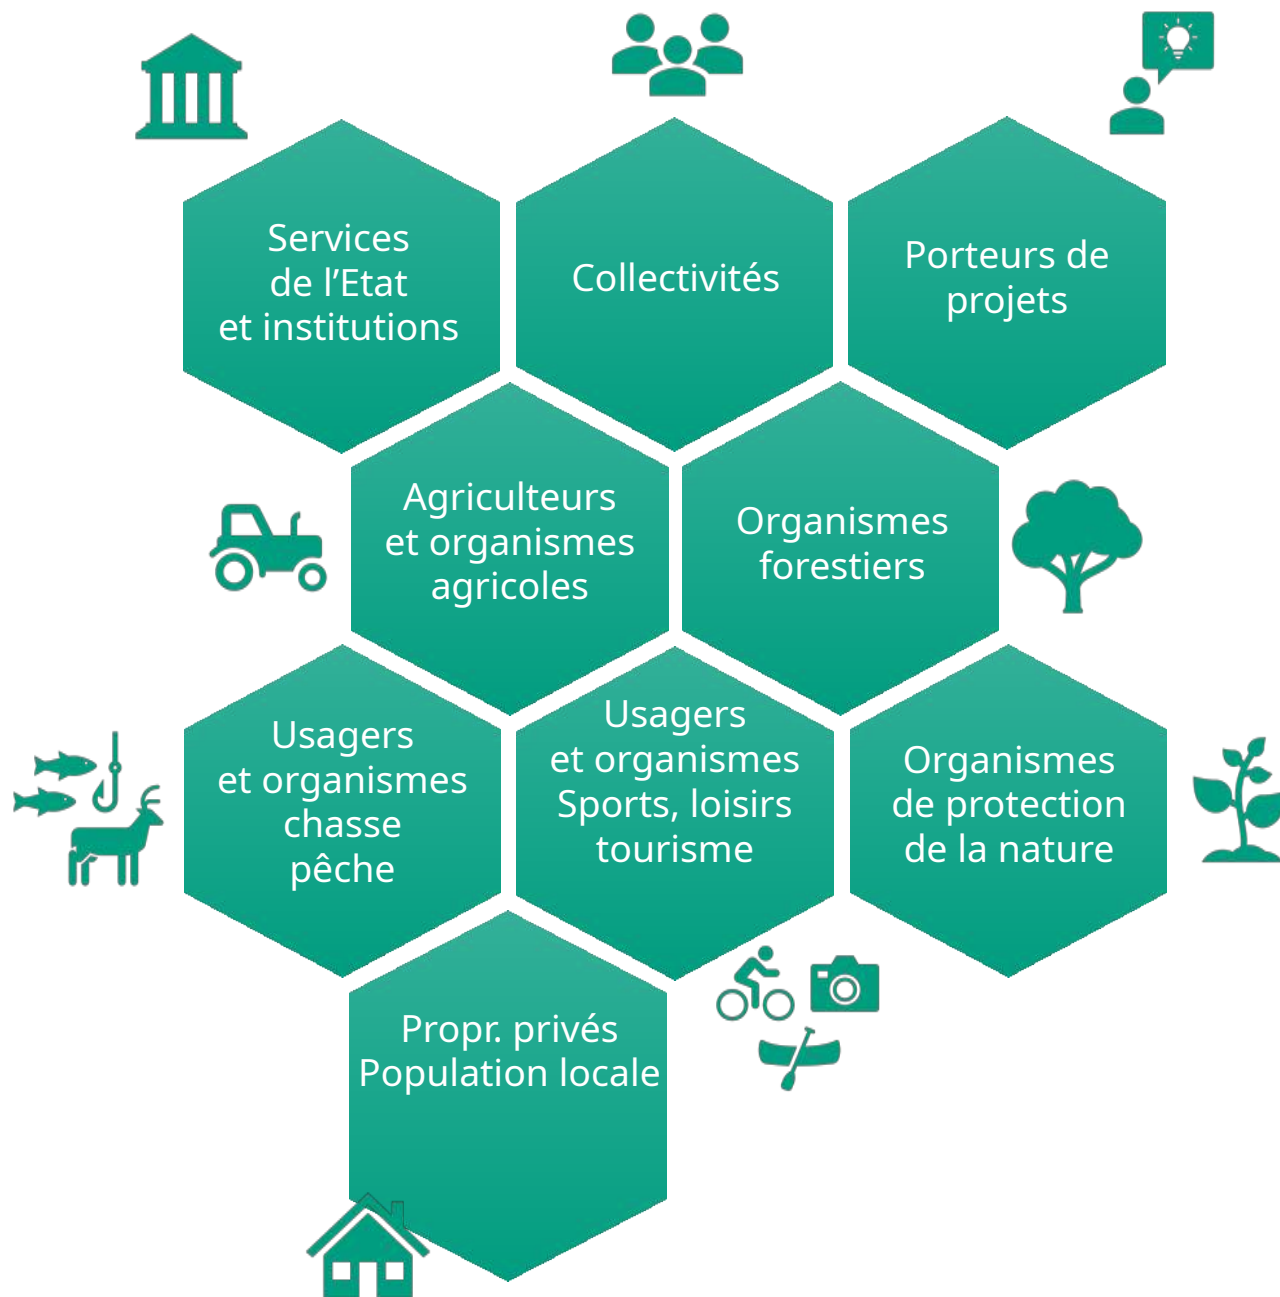 Services
de l’Etat
et institutions
Collectivités
Porteurs de
projets
Agriculteurs
et organismes
agricoles
Organismes
forestiers
Usagers
et organismes
chasse
pêche
Usagers
et organismes
Sports, loisirs
tourisme
Organismes
de protection
de la nature
Propr. privés
Population locale